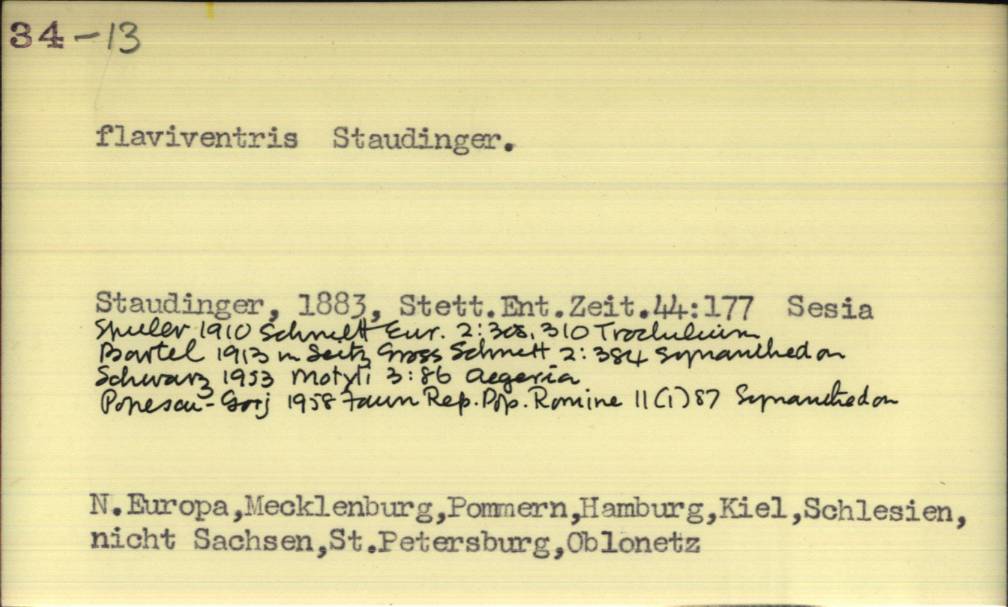 34-13
flaviventris Staudinger.
Staudinger, 1883, Stett.Ent.Zeit.44:177 Sesia
Spuler 1910 Schmett Eur. 2:308, 310 Trochilium
Bartel 1913 in Seitz Gross Schmett 2:384 Synanthedon
Schwarz 1953 Motyli 3:86 Aegeria
Popescu-Gorj 1958 Faun Rep. Pop. Romine 11(1)87 Synanthedon
N.Europa,Mecklenburg,Pommern,Hamburg,Kiel,Schlesien,
nicht Sachsen,St.Petersburg,Oblonetz